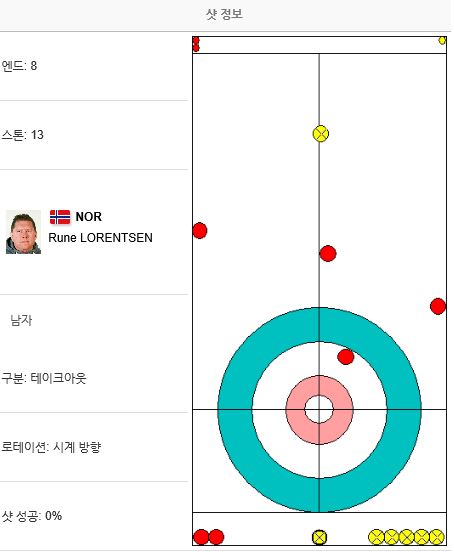 샷 정보
엔드: 8
스톤: 13
NOR
Rune LORENTSEN
남자
구분: 테이크아웃
로테이션: 시계 방향
샷 성공: 0%